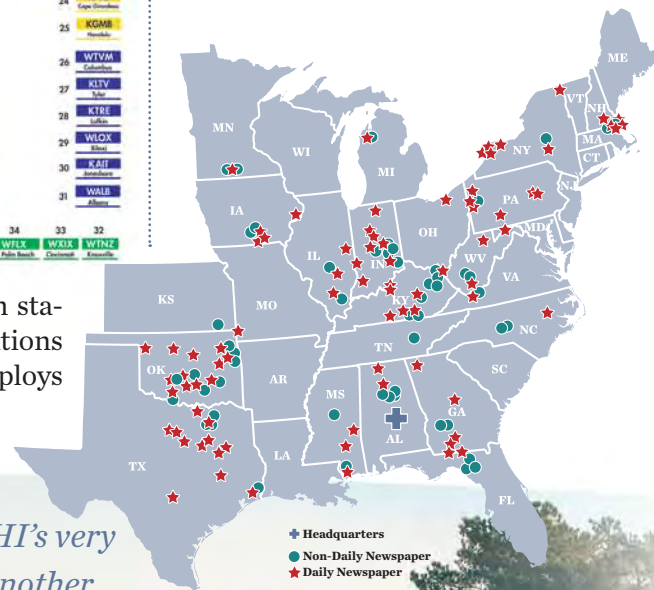 24
Cape Girardeau
25
KGMB
Honolulu
26
WTVM
Columbus
27
KLTV
Tyler
28
KTRE
Lufkin
29
WLOX
Biloxi
30
KAIT
Jonesboro
31
WALB
Albany
34
33
32
WFLX
WXIX
WTNZ
Palm Beach
Cincinnati
Knoxville
n sta-
tions
ploys
HI’s very
nother
ME
VT
NH
MA
CT
NY
NJ
PA
MD
MN
WI
MI
IA
IL
IN
OH
WV
VA
KS
MO
KY
NC
TN
SC
OK
AR
MS
AL
GA
TX
LA
FL
Headquarters
Non-Daily Newspaper
Daily Newspaper